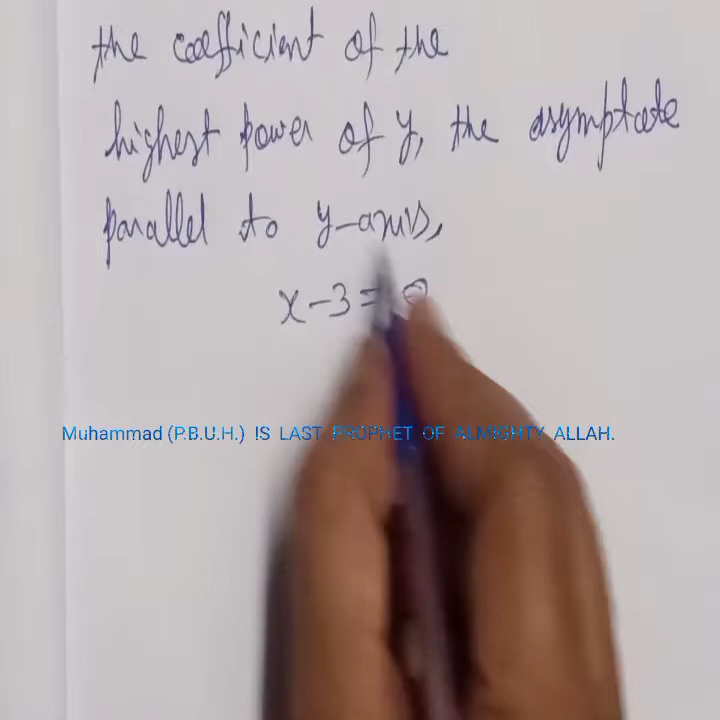 the coefficient of the
highest power of y, the asymptote
parallel to y-axis,
x-3=0
Muhammad (P.B.U.H.) IS LAST PROPHET OF ALMIGHTY ALLAH.